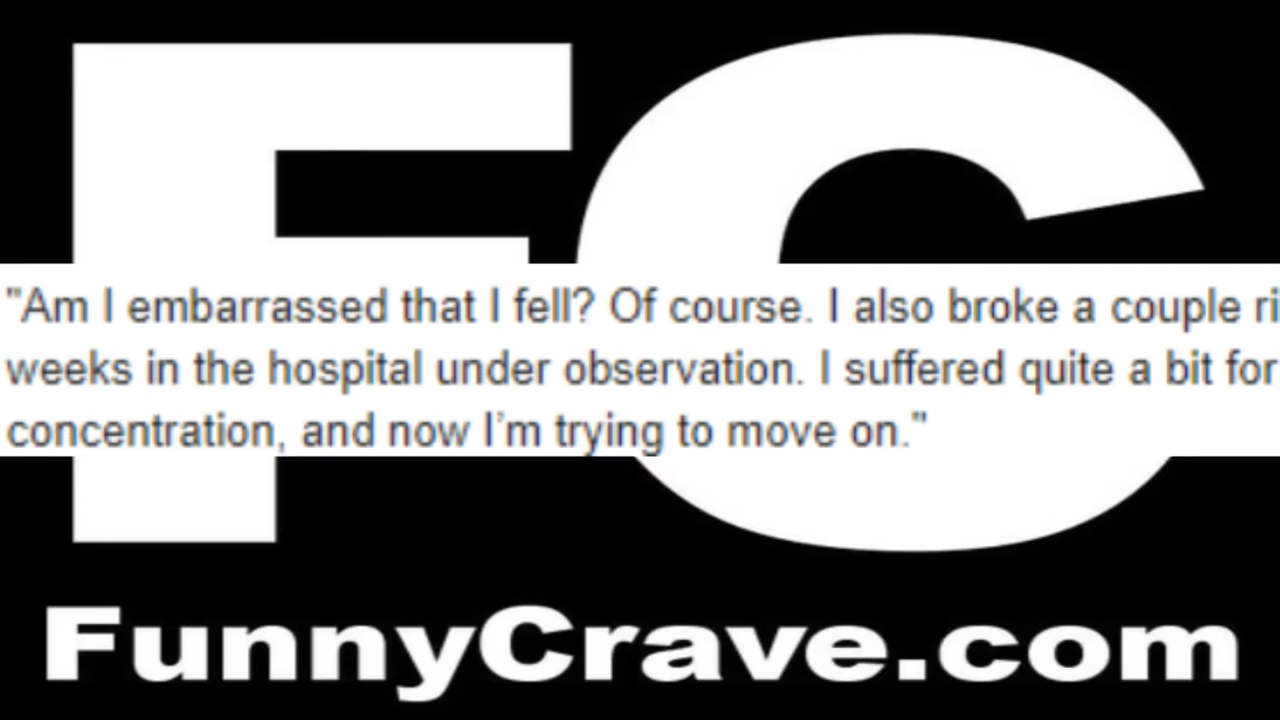 FC
"Am I embarrassed that I fell? Of course. I also broke a couple
weeks in the hospital under observation. I suffered quite a bit for
concentration, and now I'm trying to move on."
FunnyCrave.com